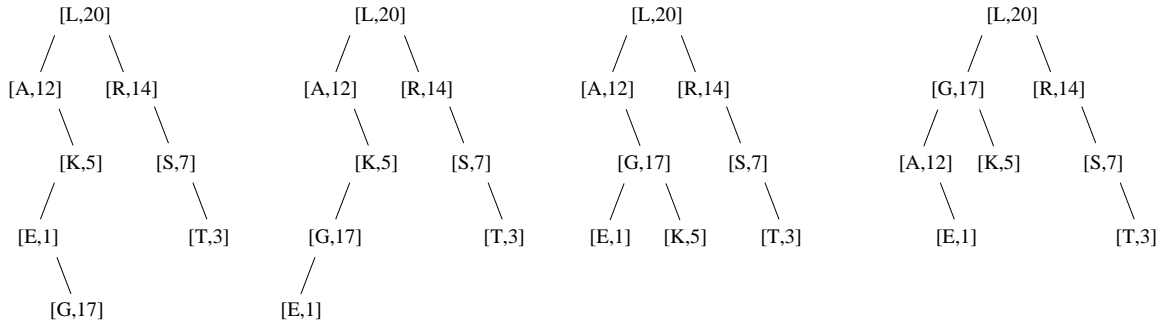 [L,20] [L,20] [L,20] [L,20]
[A,12] [R,14] [A,12] [R,14] [A,12] [R,14] [G,17] [R,14]
[K,5] [S,7] [K,5] [S,7] [G,17] [S,7] [A,12] [K,5] [S,7]
[E,1] [T,3] [G,17] [T,3] [E,1] [K,5] [T,3] [E,1] [T,3]
[G,17] [E,1]